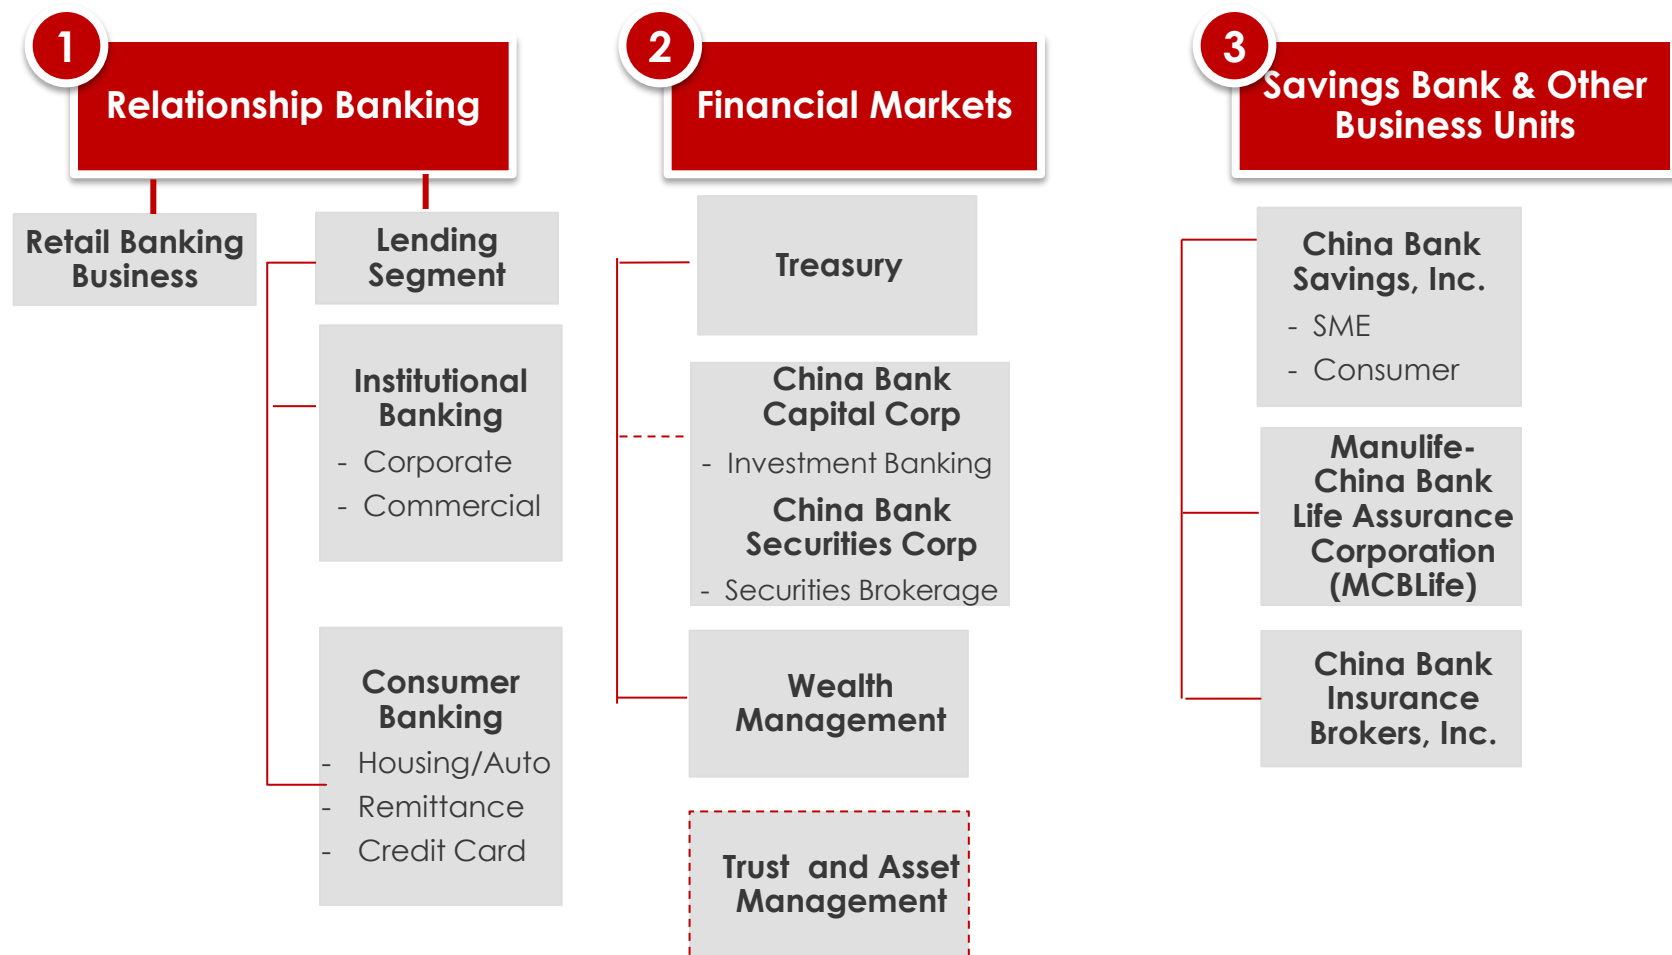 1
Relationship Banking
Retail Banking
Business
Lending
Segment
Institutional
Banking
- Corporate
- Commercial
Consumer
Banking
- Housing/Auto
- Remittance
- Credit Card
2
Financial Markets
Treasury
China Bank
Capital Corp
- Investment Banking
China Bank
Securities Corp
- Securities Brokerage
Wealth
Management
Trust and Asset
Management
3
Savings Bank & Other
Business Units
China Bank
Savings, Inc.
- SME
- Consumer
Manulife-
China Bank
Life Assurance
Corporation
(MCBLife)
China Bank
Insurance
Brokers, Inc.